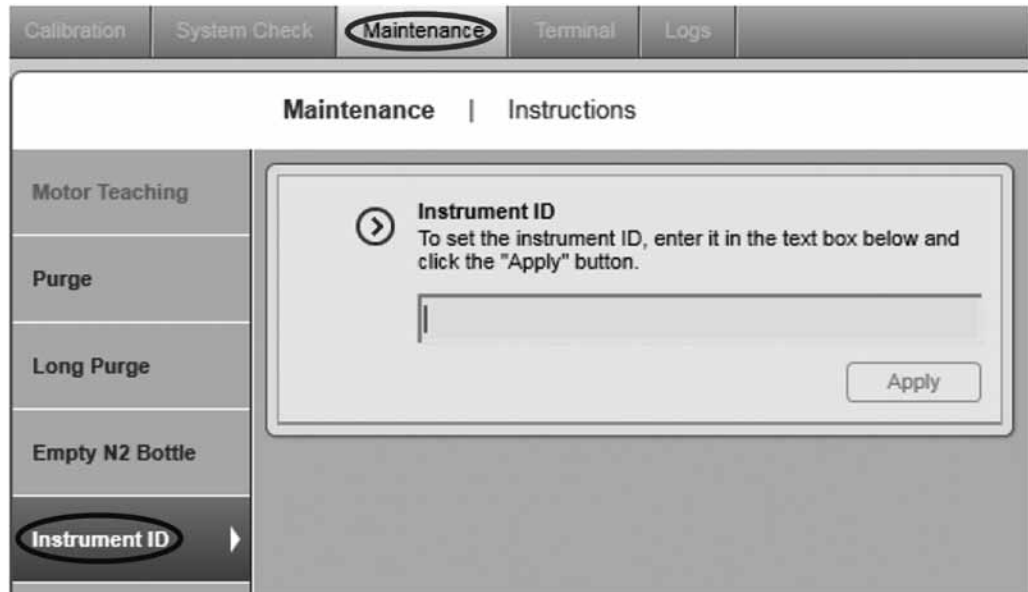 Calibration System Check Maintenance Terminal Logs
Maintenance | Instructions
Motor Teaching
Purge
Long Purge
Empty N2 Bottle
Instrument ID
Instrument ID
To set the instrument ID, enter it in the text box below and
click the "Apply" button.
Apply